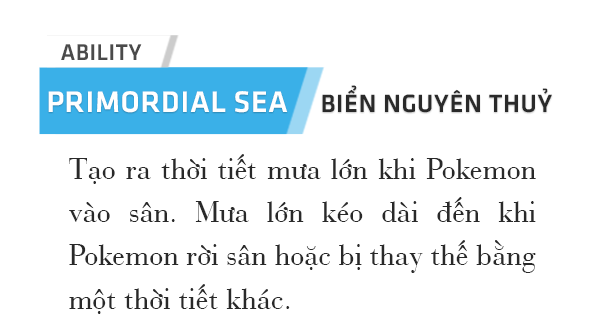 ABILITY
PRIMORDIAL SEA
BIỂN NGUYÊN THUỶ
Tạo ra thời tiết mưa lớn khi Pokemon
vào sân. Mưa lớn kéo dài đến khi
Pokemon rời sân hoặc bị thay thế bằng
một thời tiết khác.